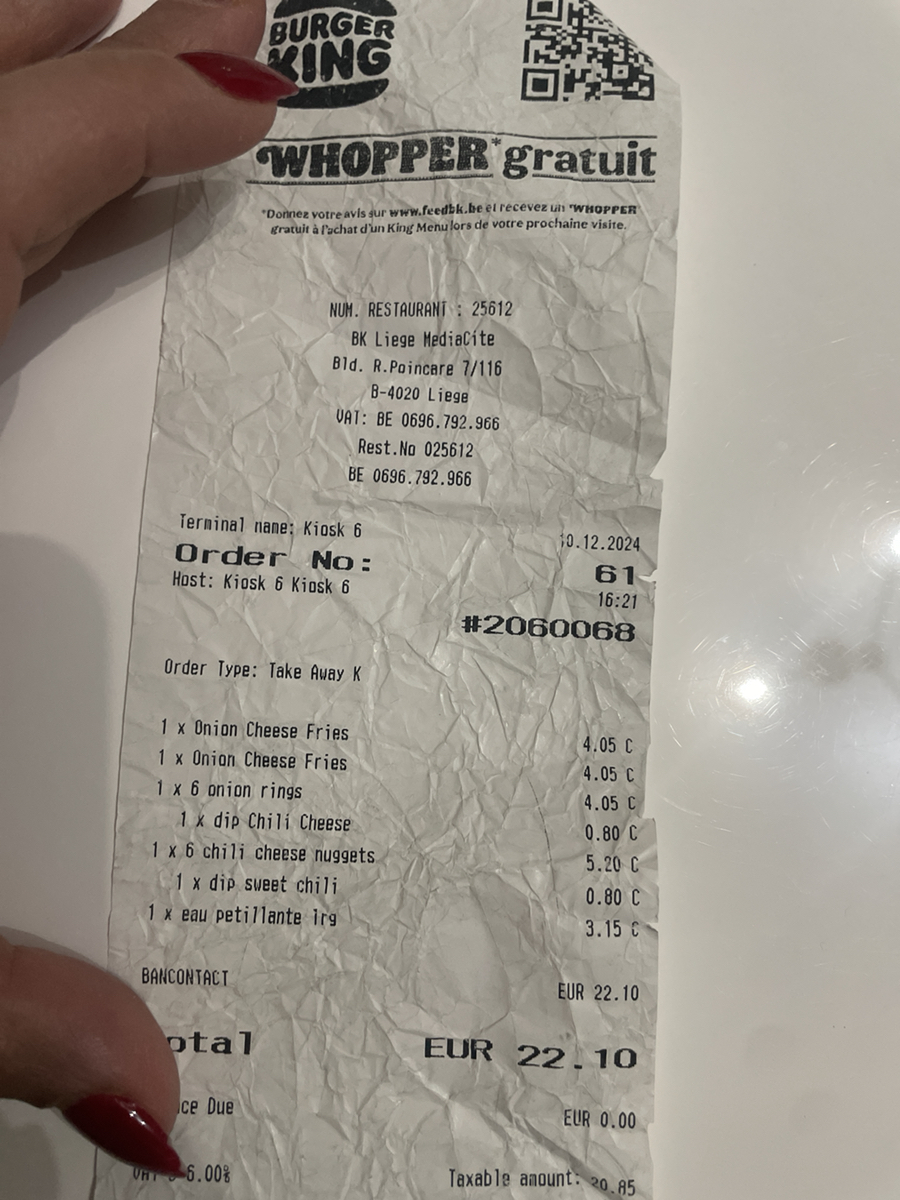 BURGER
KING
WHOPPER* gratuit
*Donnez votre avis sur www.feedbk.be et recevez un "WHOPPER"
gratuit à l'achat d'un King Menu lors de votre prochaine visite.
NUM. RESTAURANT : 25612
BK Liege MediaCite
Bld. R.Poincare 7/116
B-4020 Liege
VAT: BE 0696.792.966
Rest.No 025612
BE 0696.792.966
Terminal name: Kiosk 6 10.12.2024
Order No: 61
Host: Kiosk 6 Kiosk 6 16:21
#2060068
Order Type: Take Away K
1 x Onion Cheese Fries 4.05 C
1 x Onion Cheese Fries 4.05 C
1 x 6 onion rings 4.05 C
1 x dip Chili Cheese 0.80 C
1 x 6 chili cheese nuggets 5.20 C
1 x dip sweet chili 0.80 C
1 x eau petillante lrg 3.15 C
BANCONTACT EUR 22.10
otal EUR 22.10
ce Due EUR 0.00
VAT 6.00% Taxable amount: 20.85